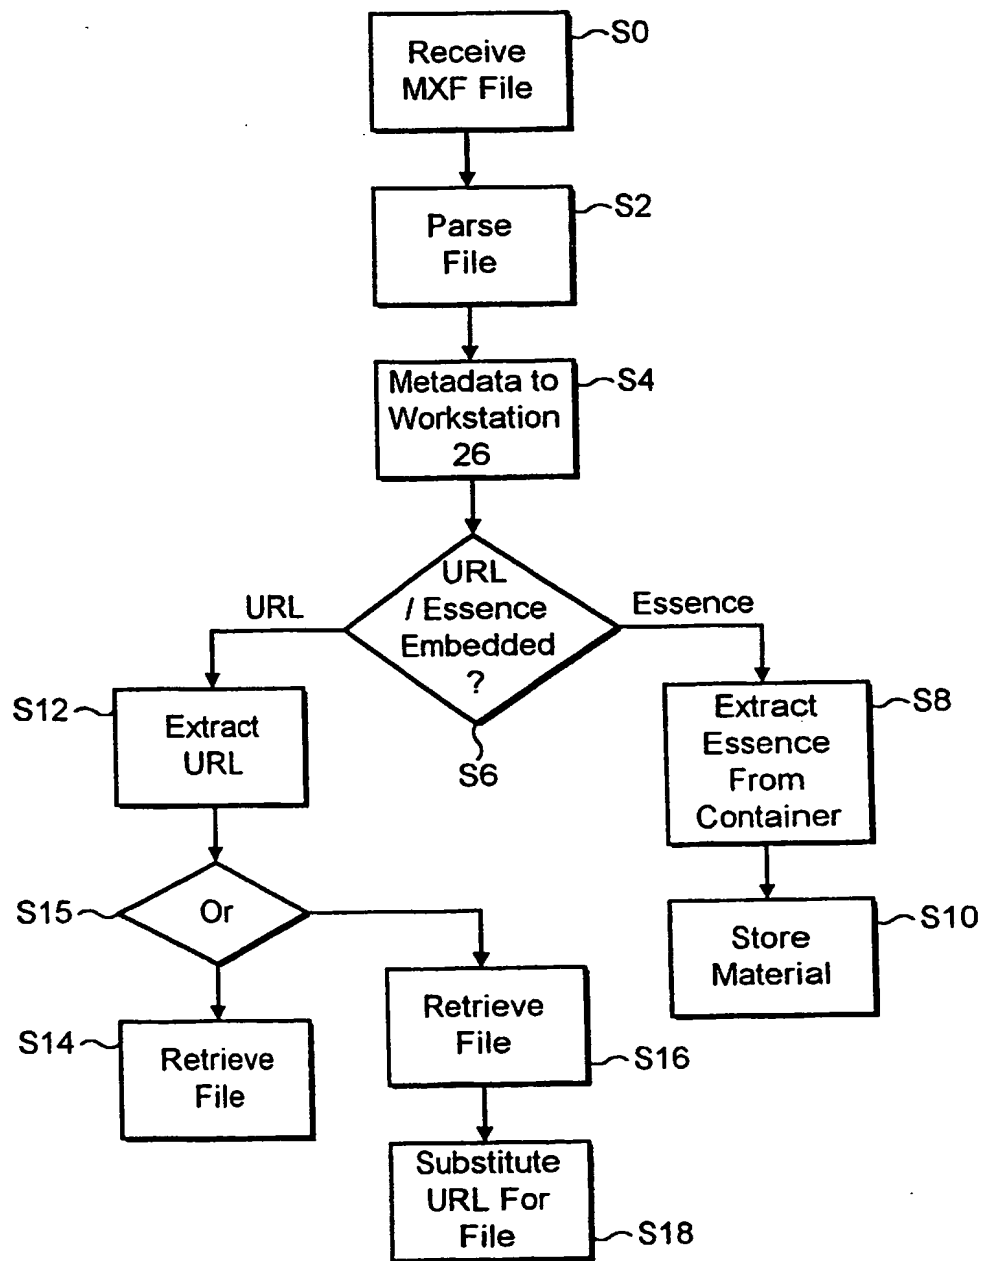 Receive
MXF File
S0
Parse
File
S2
Metadata to
Workstation
26
S4
URL
/ Essence
Embedded
?
URL
Essence
S6
S12
Extract
URL
Extract
Essence
From
Container
S8
S15
Or
Store
Material
S10
S14
Retrieve
File
Retrieve
File
S16
Substitute
URL For
File
S18